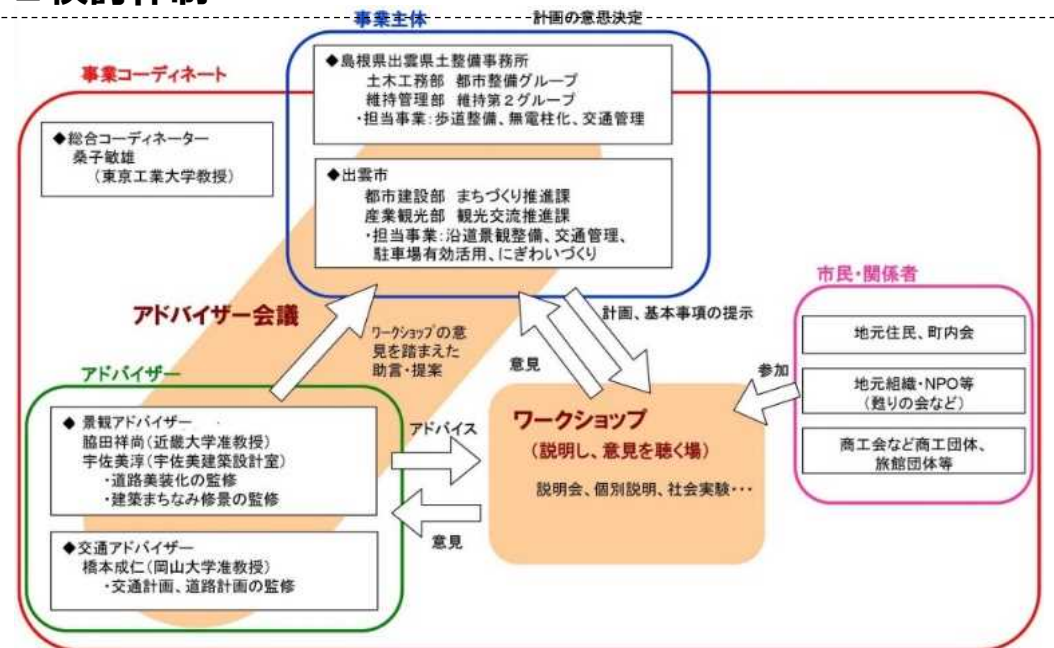 事業主体
計画の意思決定
◆島根県出雲県土整備事務所
土木工務部 都市整備グループ
維持管理部 維持第2グループ
・担当事業:歩道整備、無電柱化、交通管理
事業コーディネート
◆総合コーディネーター
桑子敏雄
(東京工業大学教授)
◆出雲市
都市建設部 まちづくり推進課
産業観光部 観光交流推進課
・担当事業:沿道景観整備、交通管理、
駐車場有効活用、にぎわいづくり
アドバイザー会議
ワークショップの意
見を踏まえた
助言・提案
意見
計画、基本事項の提示
市民・関係者
地元住民、町内会
地元組織・NPO等
(甦りの会など)
商工会など商工団体、
旅館団体等
参加
アドバイザー
◆ 景観アドバイザー
脇田祥尚(近畿大学准教授)
宇佐美淳(宇佐美建築設計室)
・道路美装化の監修
・建築まちなみ修景の監修
◆交通アドバイザー
橋本成仁(岡山大学准教授)
・交通計画、道路計画の監修
アドバイス
意見
ワークショップ
(説明し、意見を聴く場)
説明会、個別説明、社会実験・・・